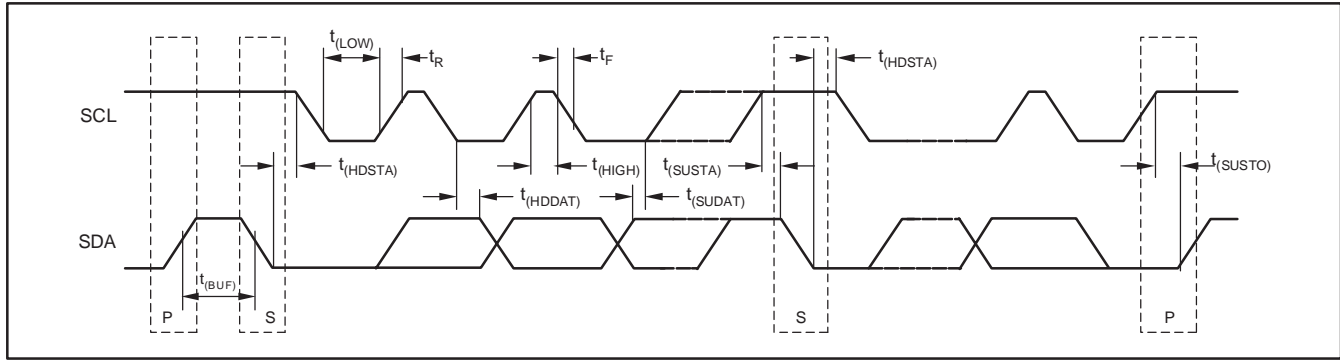 t(LOW)
tR
tF
t(HDSTA)
SCL
t(HDSTA)
t(HIGH)
t(SUSTA)
t(SUSTO)
t(HDDAT)
t(SUDAT)
SDA
t(BUF)
P
S
S
P